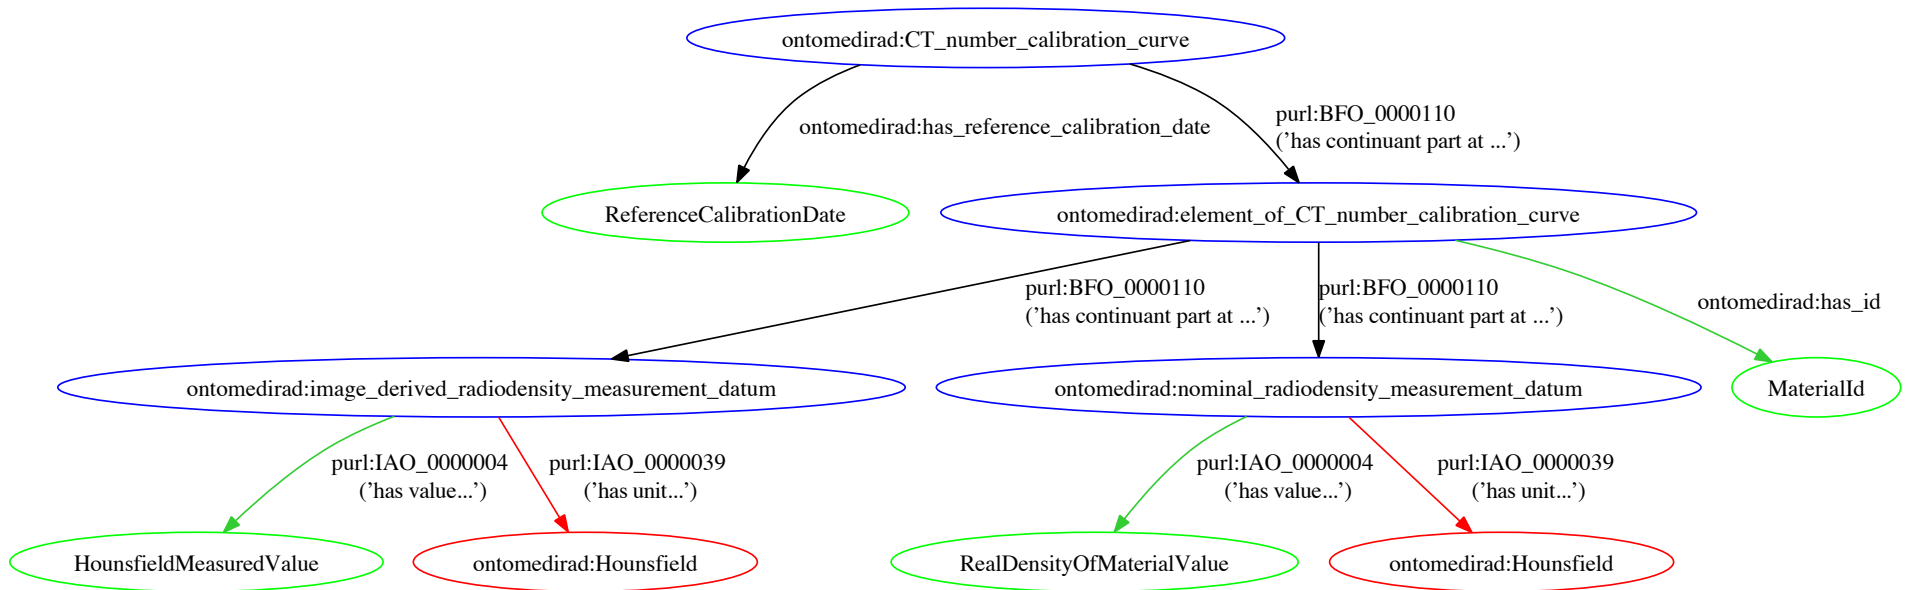 ontomedirad:CT_number_calibration_curve
ontomedirad:has_reference_calibration_date
purl:BFO_0000110
('has continuant part at ...')
ReferenceCalibrationDate
ontomedirad:element_of_CT_number_calibration_curve
purl:BFO_0000110
('has continuant part at ...')
purl:BFO_0000110
('has continuant part at ...')
ontomedirad:has_id
ontomedirad:image_derived_radiodensity_measurement_datum
ontomedirad:nominal_radiodensity_measurement_datum
MaterialId
purl:IAO_0000004
('has value...')
purl:IAO_0000039
('has unit...')
purl:IAO_0000004
('has value...')
purl:IAO_0000039
('has unit...')
HounsfieldMeasuredValue
ontomedirad:Hounsfield
RealDensityOfMaterialValue
ontomedirad:Hounsfield